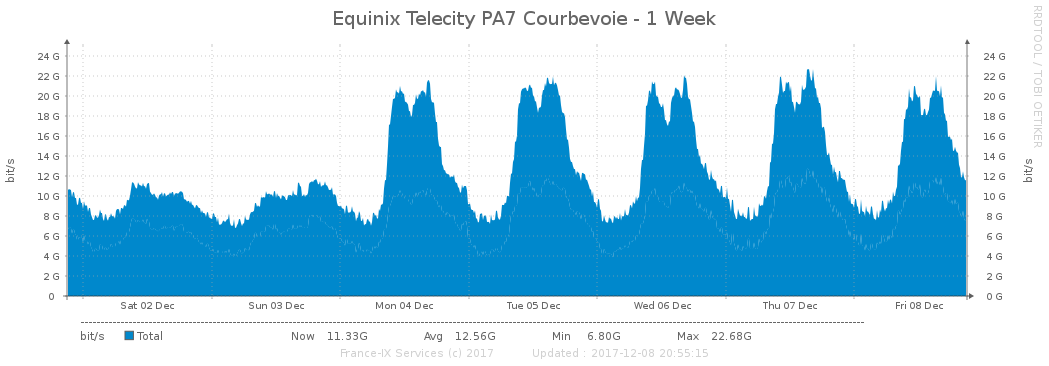 Equinix Telecity PA7 Courbevoie - 1 Week
RRDTOOL / TOBI OETIKER
bit/s
24 G 24 G
22 G 22 G
20 G 20 G
18 G 18 G
16 G 16 G
14 G 14 G
12 G 12 G
10 G 10 G
8 G 8 G
6 G 6 G
4 G 4 G
2 G 2 G
0 0 G
bit/s
Sat 02 Dec Sun 03 Dec Mon 04 Dec Tue 05 Dec Wed 06 Dec Thu 07 Dec Fri 08 Dec
bit/s Total Now 11.33G Avg 12.56G Min 6.80G Max 22.68G
France-IX Services (c) 2017 Updated : 2017-12-08 20:55:15